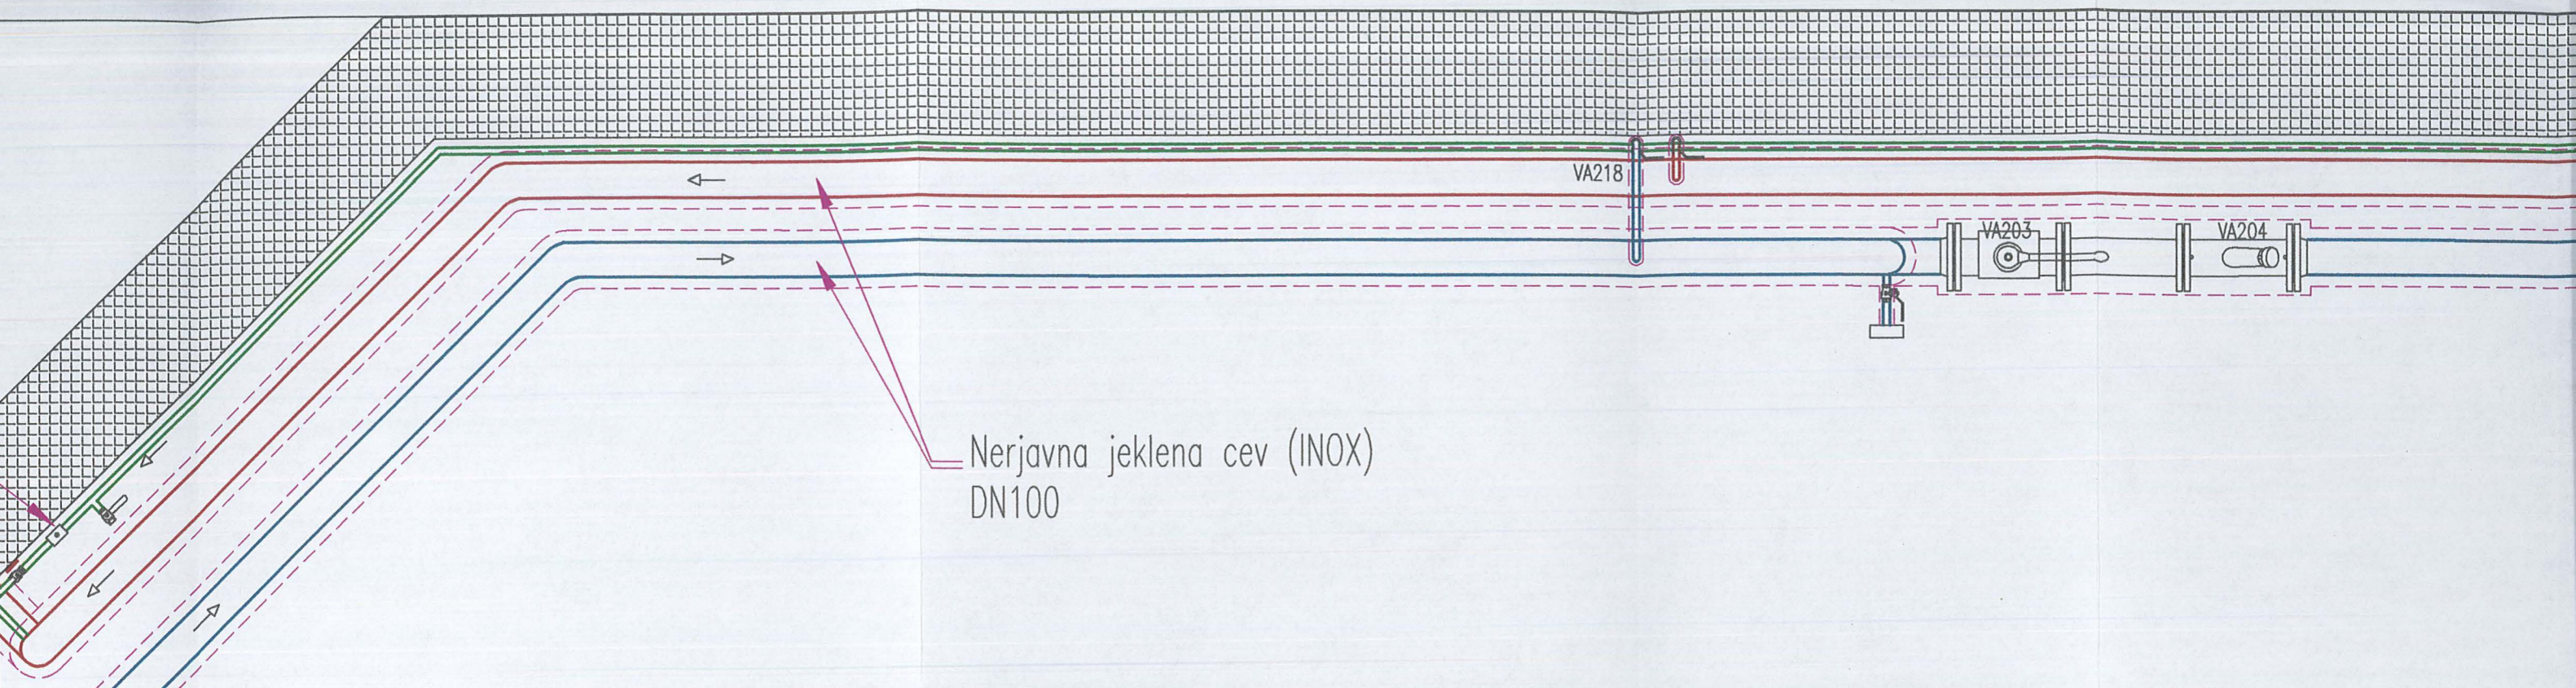 VA218
VA203
VA204
Nerjavna jeklena cev (INOX)
DN100